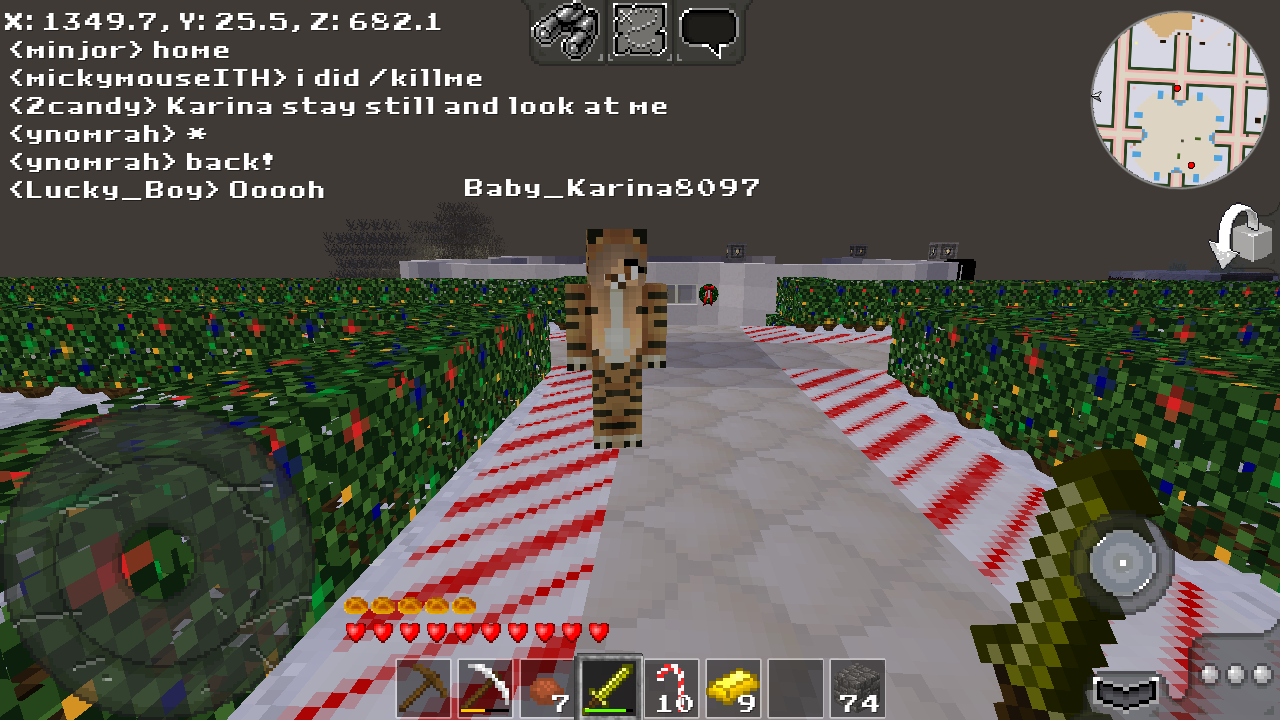 X: 1349.7, Y: 25.5, Z: 682.1
<minjor> home
<mickymouseITH> i did /killme
<2candy> Karina stay still and look at me
<ynomrah> *
<ynomrah> back!
<Lucky_Boy> Ooooh
Baby_Karina8097
7
10
9
74